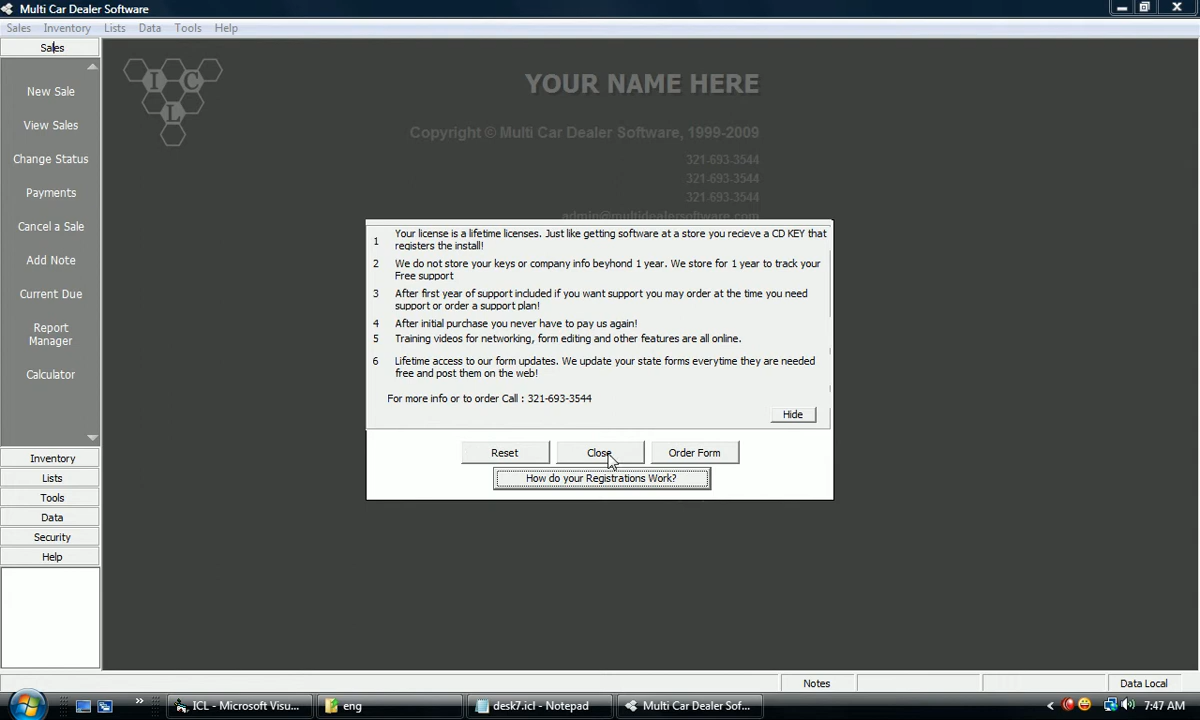 Multi Car Dealer Software
Sales Inventory Lists Data Tools Help
Sales
New Sale
View Sales
Change Status
Payments
Cancel a Sale
Add Note
Current Due
Report
Manager
Calculator
Inventory
Lists
Tools
Data
Security
Help
I C
L
YOUR NAME HERE
Copyright © Multi Car Dealer Software, 1999-2009
321-693-3544
321-693-3544
321-693-3544
admin@multidealersoftware.com
1 Your license is a lifetime licenses. Just like getting software at a store you recieve a CD KEY that
registers the install!
2 We do not store your keys or company info beyhond 1 year. We store for 1 year to track your
Free support
3 After first year of support included if you want support you may order at the time you need
support or order a support plan!
4 After initial purchase you never have to pay us again!
5 Training videos for networking, form editing and other features are all online.
6 Lifetime access to our form updates. We update your state forms everytime they are needed
free and post them on the web!
For more info or to order Call : 321-693-3544
Hide
Reset Close Order Form
How do your Registrations Work?
Notes Data Local
» ICL - Microsoft Visu... eng desk7.icl - Notepad Multi Car Dealer Sof... < 7:47 AM